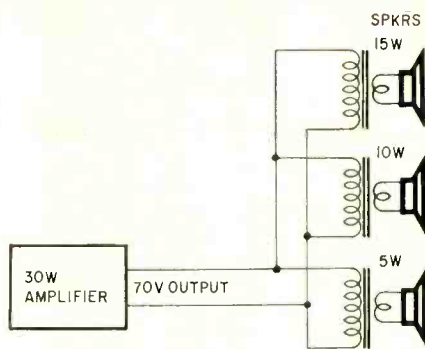 SPKRS
15W
10W
5W
30W
AMPLIFIER
70V OUTPUT